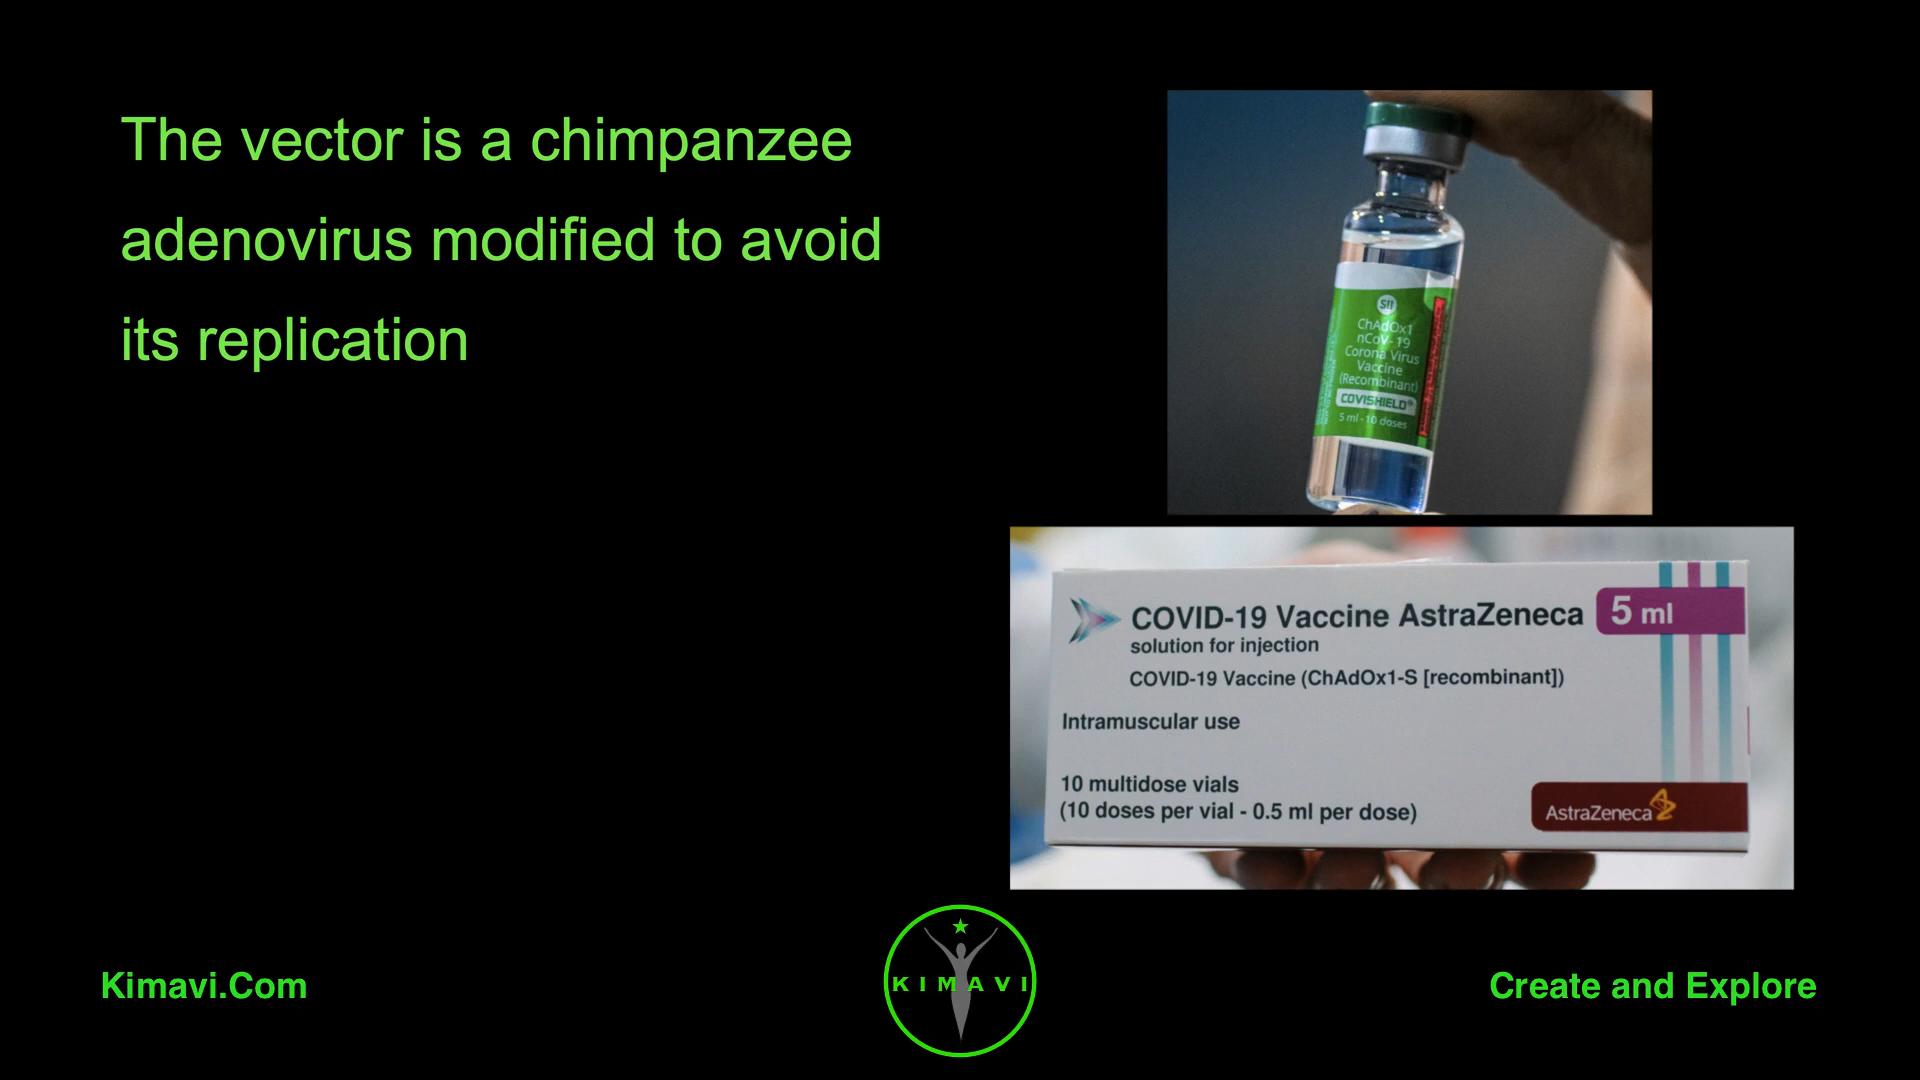 The vector is a chimpanzee
adenovirus modified to avoid
its replication
SII
ChAdOx1
nCoV-19
Corona Virus
Vaccine
(Recombinant)
COVISHIELD
5 ml - 10 doses
COVID-19 Vaccine AstraZeneca
5 ml
solution for injection
COVID-19 Vaccine (ChAdOx1-S [recombinant])
Intramuscular use
10 multidose vials
(10 doses per vial - 0.5 ml per dose)
AstraZeneca
Kimavi.Com
KIMAVI
Create and Explore